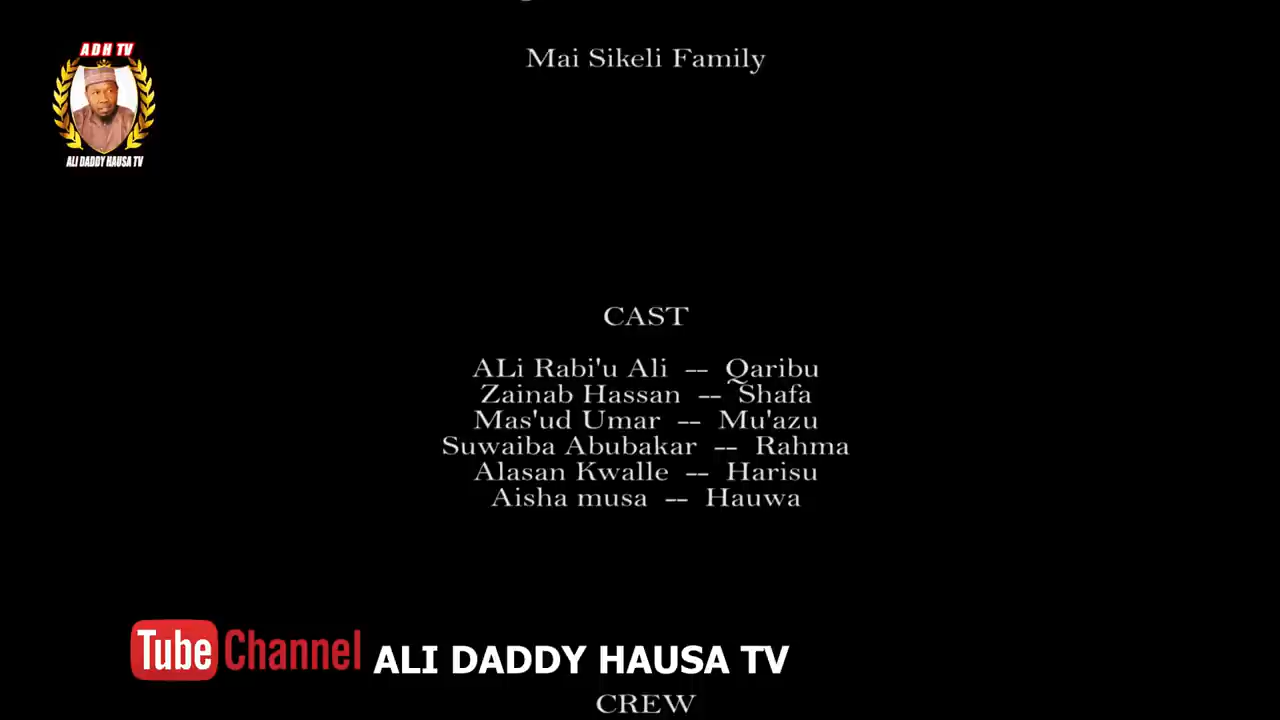 Mai Sikeli Family
ADH TV
ALI DADDY HAUSA TV
CAST
ALi Rabi'u Ali -- Qaribu
Zainab Hassan -- Shafa
Mas'ud Umar -- Mu'azu
Suwaiba Abubakar -- Rahma
Alasan Kwalle -- Harisu
Aisha musa -- Hauwa
Tube Channel ALI DADDY HAUSA TV
CREW